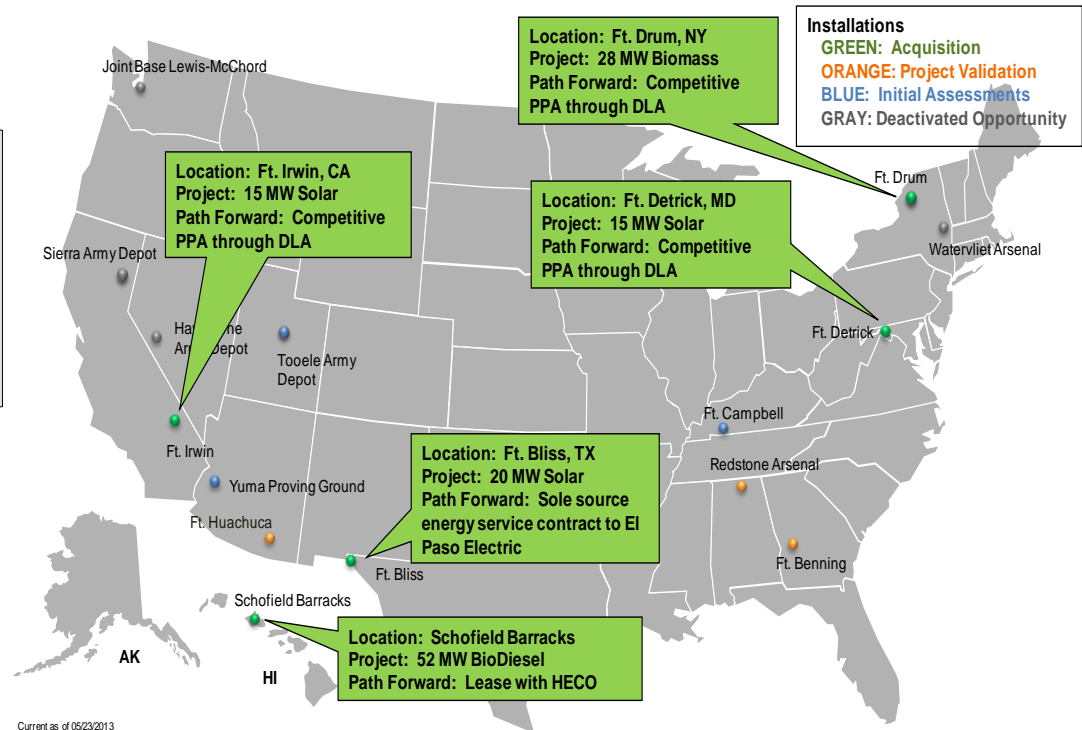 Installations
GREEN: Acquisition
ORANGE: Project Validation
BLUE: Initial Assessments
GRAY: Deactivated Opportunity
Location: Ft. Drum, NY
Project: 28 MW Biomass
Path Forward: Competitive
PPA through DLA
Joint Base Lewis-McChord
Location: Ft. Irwin, CA
Project: 15 MW Solar
Path Forward: Competitive
PPA through DLA
Ft. Drum
Location: Ft. Detrick, MD
Project: 15 MW Solar
Path Forward: Competitive
PPA through DLA
Watervliet Arsenal
Sierra Army Depot
Depot
Tooele Army
Depot
Ft. Detrick
Ft. Campbell
Ft. Irwin
Redstone Arsenal
Location: Ft. Bliss, TX
Project: 20 MW Solar
Path Forward: Sole source
energy service contract to El
Paso Electric
Yuma Proving Ground
Ft. Huachuca
Ft. Benning
Ft. Bliss
Schofield Barracks
Location: Schofield Barracks
Project: 52 MW BioDiesel
Path Forward: Lease with HECO
AK
HI
Current as of 05/23/2013